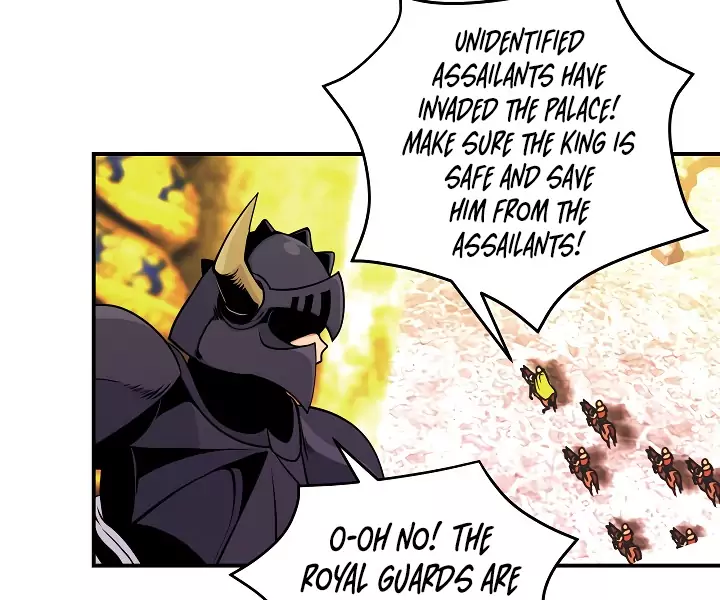 UNIDENTIFIED
ASSAILANTS HAVE
INVADED THE PALACE!
MAKE SURE THE KING IS
SAFE AND SAVE
HIM FROM THE
ASSAILANTS!
O-OH NO! THE
ROYAL GUARDS ARE